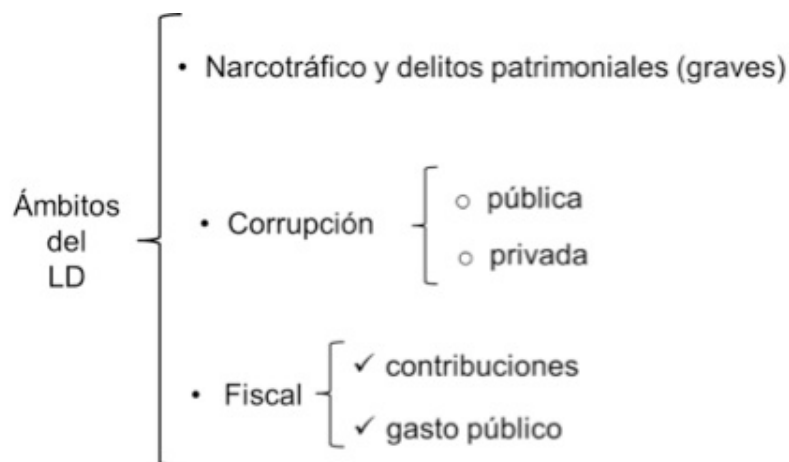 • Narcotráfico y delitos patrimoniales (graves)
Ámbitos
del
LD
• Corrupción
○ pública
○ privada
• Fiscal
✓ contribuciones
✓ gasto público